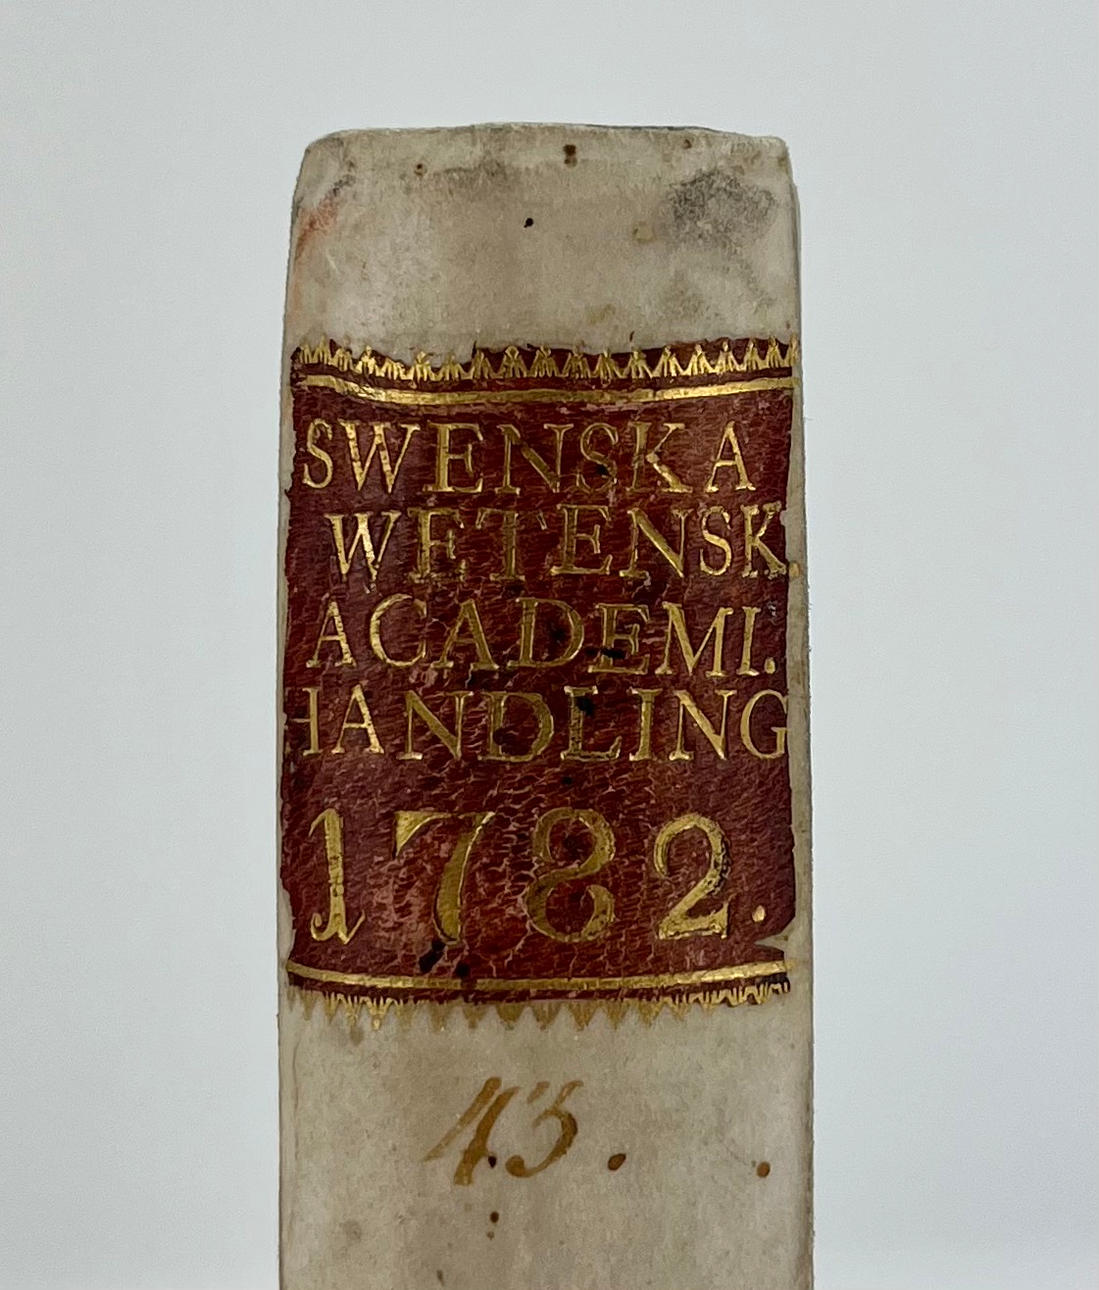 SWENSKA
WETENSK
ACADEMI.
HANDLING
1782.
43.